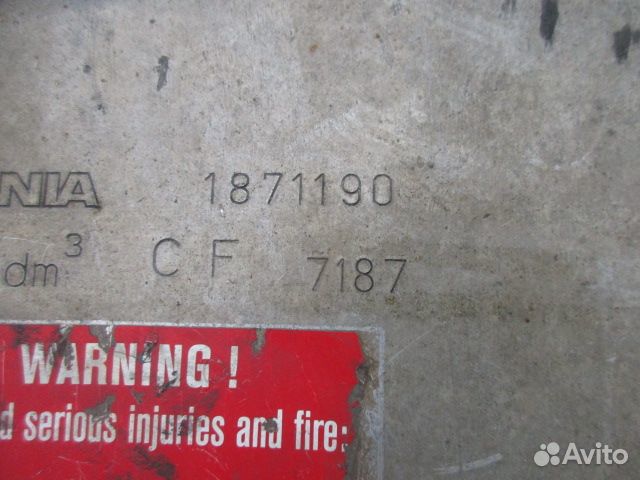 NIA 1871190
dm³ C F 7187
WARNING !
d serious injuries and fire:
Avito